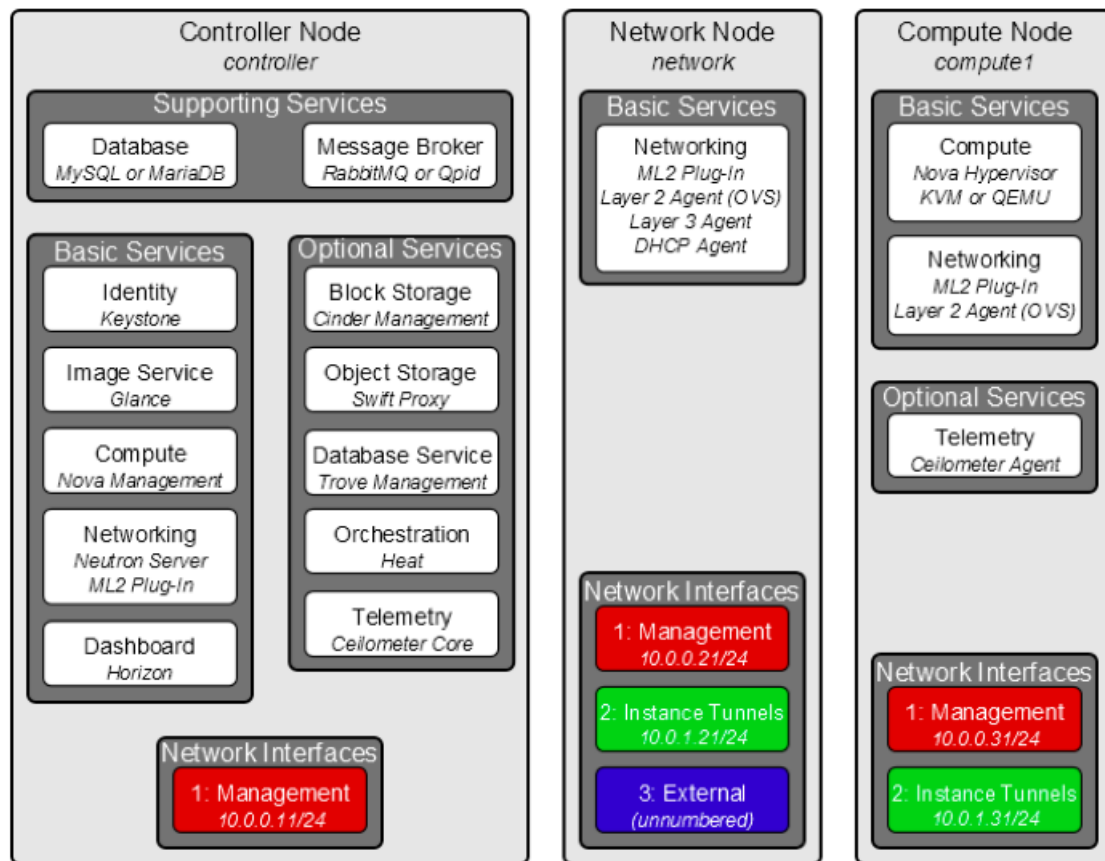 Controller Node
controller
Supporting Services
Database
MySQL or MariaDB
Message Broker
RabbitMQ or Qpid
Basic Services
Identity
Keystone
Image Service
Glance
Compute
Nova Management
Networking
Neutron Server
ML2 Plug-In
Dashboard
Horizon
Optional Services
Block Storage
Cinder Management
Object Storage
Swift Proxy
Database Service
Trove Management
Orchestration
Heat
Telemetry
Ceilometer Core
Network Interfaces
1: Management
10.0.0.11/24
Network Node
network
Basic Services
Networking
ML2 Plug-In
Layer 2 Agent (OVS)
Layer 3 Agent
DHCP Agent
Network Interfaces
1: Management
10.0.0.21/24
2: Instance Tunnels
10.0.1.21/24
3: External
(unnumbered)
Compute Node
compute1
Basic Services
Compute
Nova Hypervisor
KVM or QEMU
Networking
ML2 Plug-In
Layer 2 Agent (OVS)
Optional Services
Telemetry
Ceilometer Agent
Network Interfaces
1: Management
10.0.0.31/24
2: Instance Tunnels
10.0.1.31/24